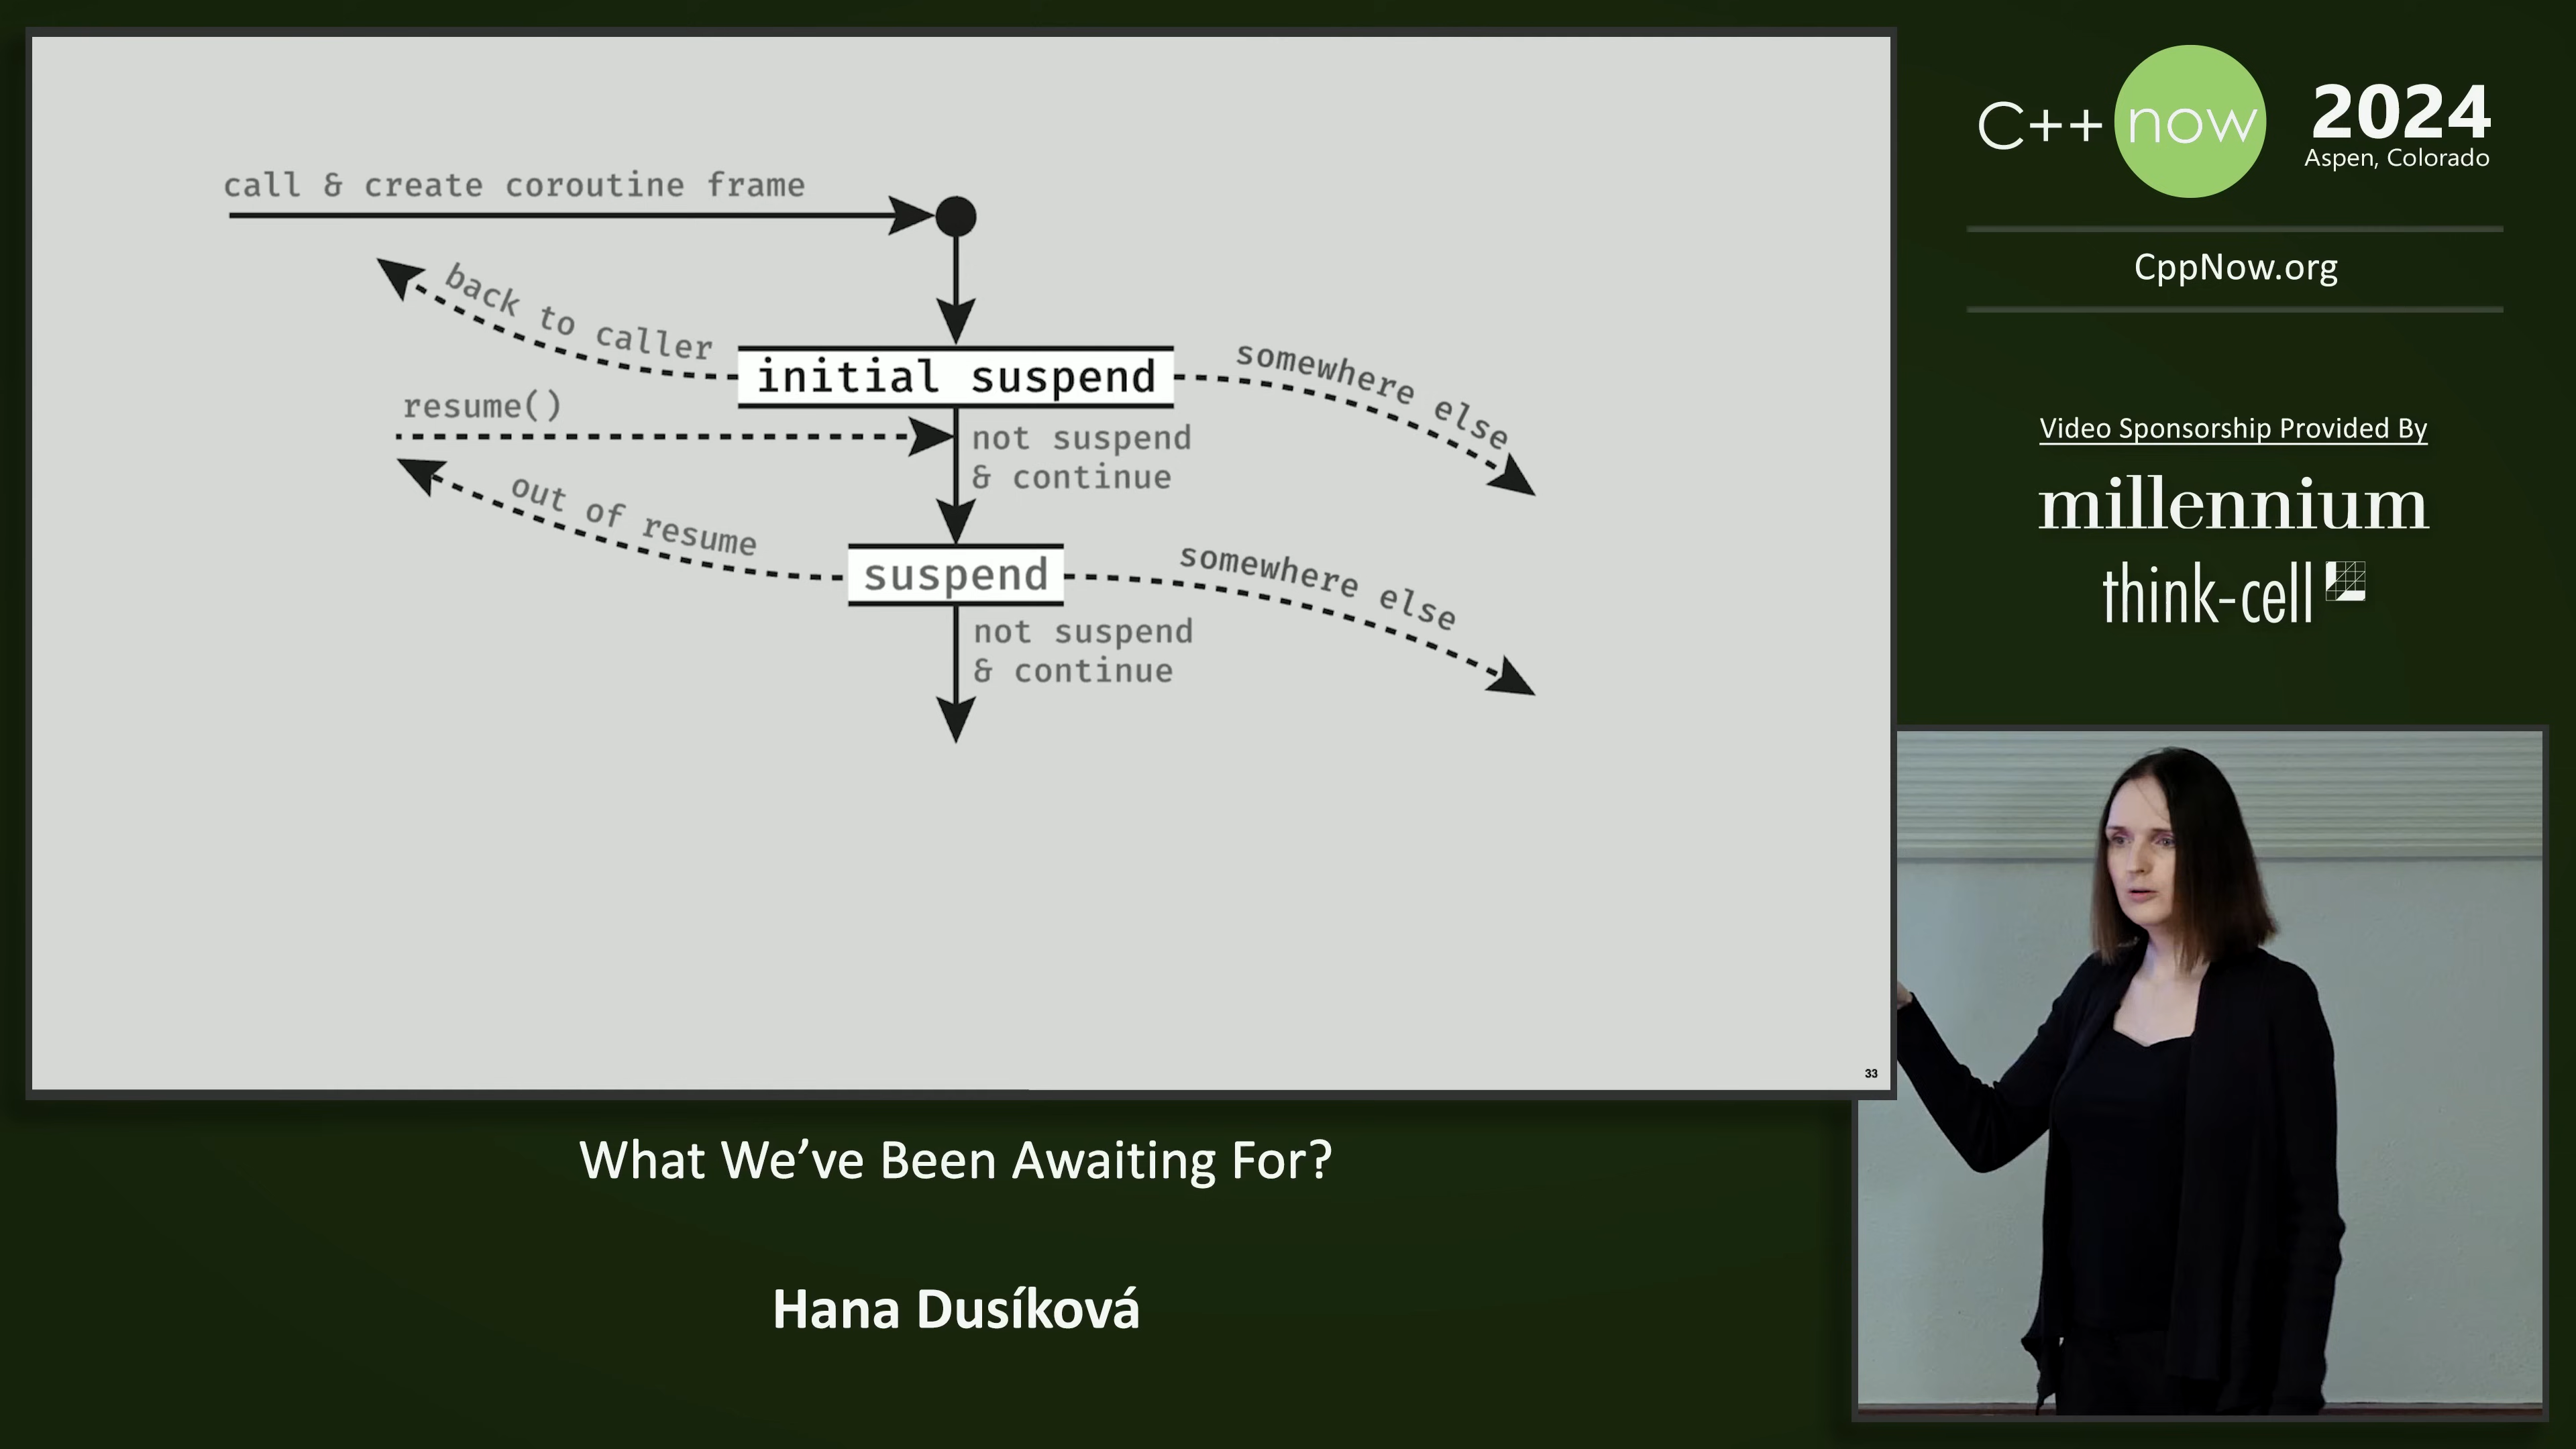 call & create coroutine frame
back to caller
initial suspend
somewhere else
resume()
not suspend
& continue
out of resume
suspend
somewhere else
not suspend
& continue
33
C++ now
2024
Aspen, Colorado
CppNow.org
Video Sponsorship Provided By
millennium
think-cell
What We’ve Been Awaiting For?
Hana Dusíková